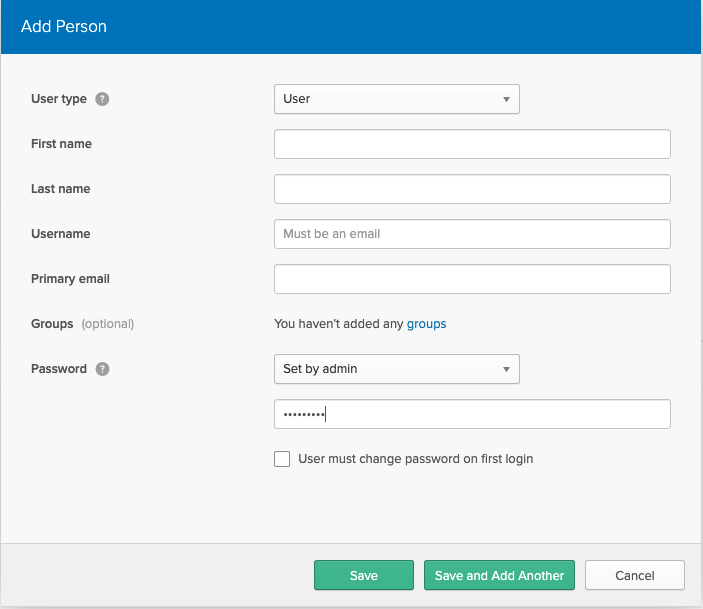 Add Person
User type ? User
First name
Last name
Username Must be an email
Primary email
Groups (optional) You haven't added any groups
Password ? Set by admin
•••••••••
User must change password on first login
Save Save and Add Another Cancel